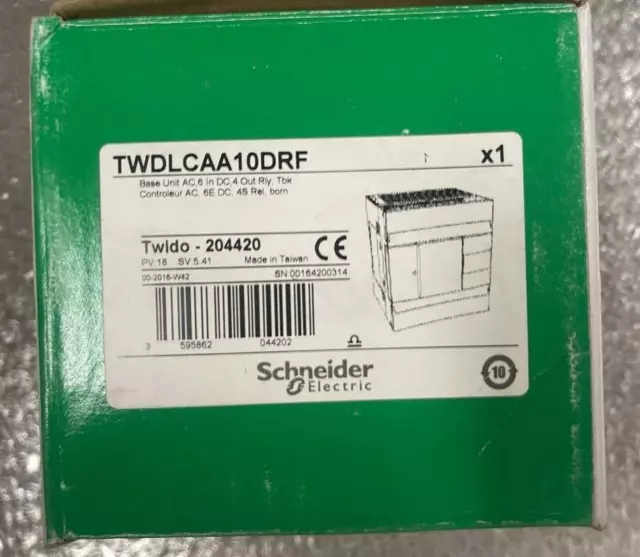 TWDLCAA10DRF x1
Base Unit AC,6 In DC,4 Out Rly, Tbk
Controleur AC, 6E DC, 4S Rel, born
Twido - 204420 CE
PV:18 SV:5.41 Made in Taiwan
00-2016-W42 SN:00164200314
3 595862 044202
Schneider
Electric
10